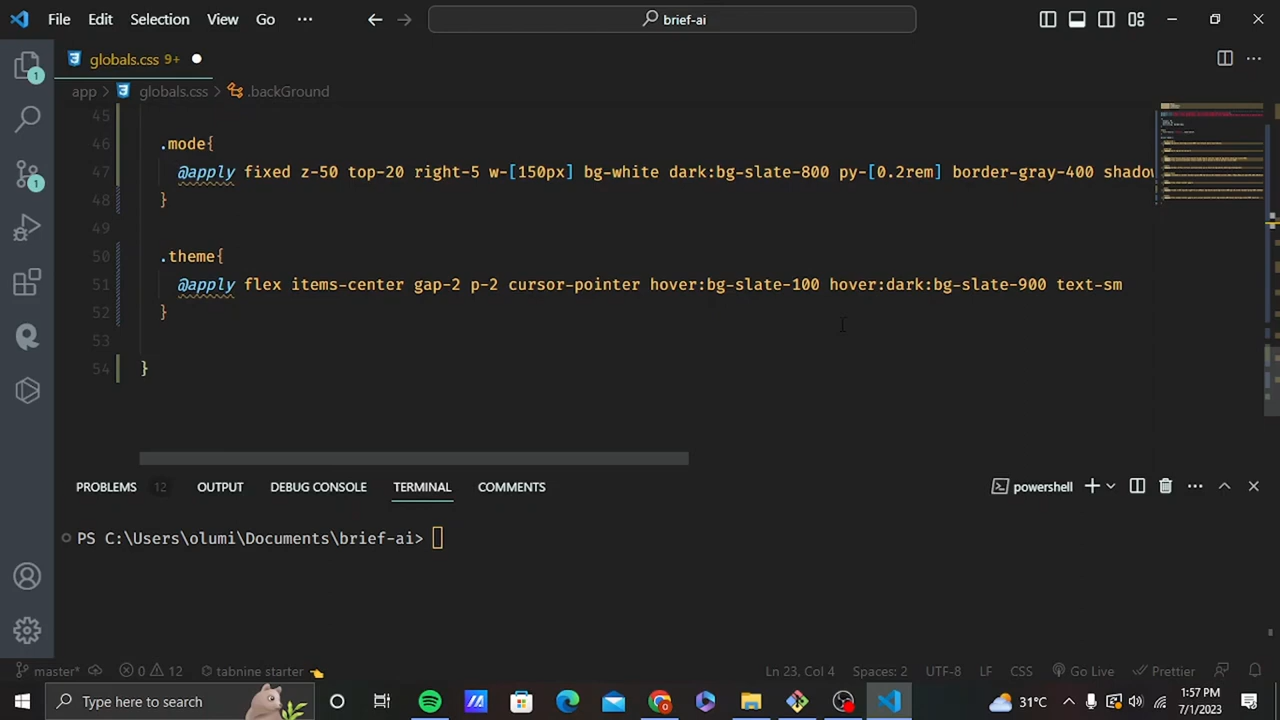 File Edit Selection View Go ··· brief-ai
globals.css 9+
app > globals.css > .backGround
45
46 .mode{
47 @apply fixed z-50 top-20 right-5 w-[150px] bg-white dark:bg-slate-800 py-[0.2rem] border-gray-400 shadow
48 }
49
50 .theme{
51 @apply flex items-center gap-2 p-2 cursor-pointer hover:bg-slate-100 hover:dark:bg-slate-900 text-sm
52 }
53
54 }
1
1
PROBLEMS 12 OUTPUT DEBUG CONSOLE TERMINAL COMMENTS powershell
PS C:\Users\olumi\Documents\brief-ai>
master* 0 12 tabnine starter Ln 23, Col 4 Spaces: 2 UTF-8 LF CSS Go Live Prettier
Type here to search 31°C 1:57 PM
7/1/2023